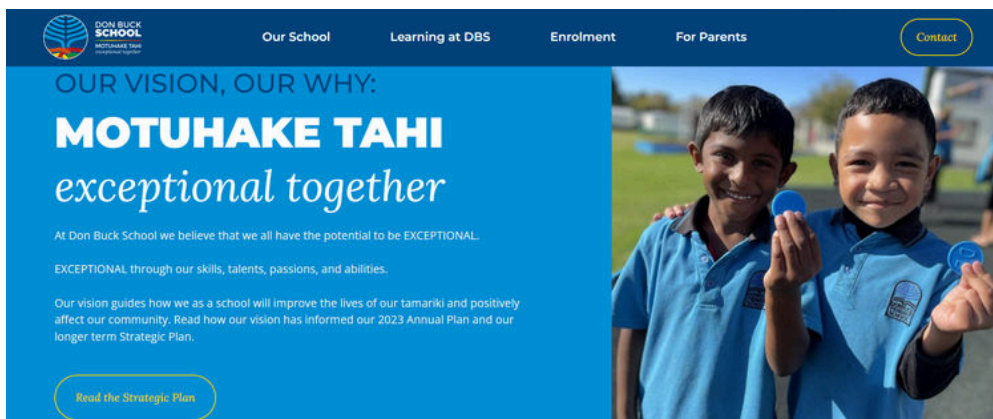 DON BUCK
SCHOOL
MOTUHAKE TAHI
exceptional together
Our School
Learning at DBS
Enrolment
For Parents
Contact
OUR VISION, OUR WHY:
MOTUHAKE TAHI
exceptional together
At Don Buck School we believe that we all have the potential to be EXCEPTIONAL.
EXCEPTIONAL through our skills, talents, passions, and abilities.
Our vision guides how we as a school will improve the lives of our tamariki and positively
affect our community. Read how our vision has informed our 2023 Annual Plan and our
longer term Strategic Plan.
Read the Strategic Plan